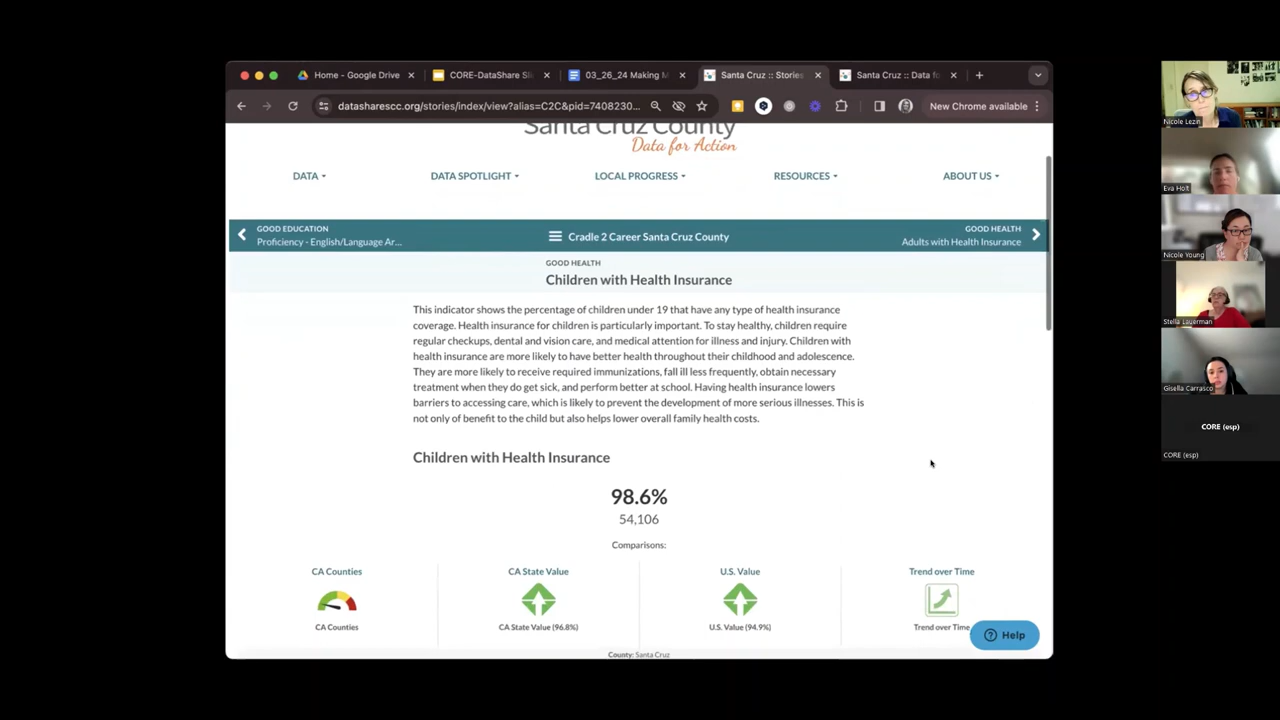 Home - Google Drive
CORE-DataShare Sli
03_26_24 Making M
Santa Cruz :: Stories
Santa Cruz :: Data fo
datasharescc.org/stories/index/view?alias=C2C&pid=7408230...
New Chrome available
Santa Cruz County
Data for Action
DATA
DATA SPOTLIGHT
LOCAL PROGRESS
RESOURCES
ABOUT US
GOOD EDUCATION
Proficiency - English/Language Ar...
Cradle 2 Career Santa Cruz County
GOOD HEALTH
Adults with Health Insurance
GOOD HEALTH
Children with Health Insurance
This indicator shows the percentage of children under 19 that have any type of health insurance
coverage. Health insurance for children is particularly important. To stay healthy, children require
regular checkups, dental and vision care, and medical attention for illness and injury. Children with
health insurance are more likely to have better health throughout their childhood and adolescence.
They are more likely to receive required immunizations, fall ill less frequently, obtain necessary
treatment when they do get sick, and perform better at school. Having health insurance lowers
barriers to accessing care, which is likely to prevent the development of more serious illnesses. This is
not only of benefit to the child but also helps lower overall family health costs.
Children with Health Insurance
98.6%
54,106
Comparisons:
CA Counties
CA State Value
U.S. Value
Trend over Time
CA Counties
CA State Value (96.8%)
U.S. Value (94.9%)
Trend over Time
Help
County: Santa Cruz
Nicole Lezin
Eva Holt
Nicole Young
Stella Lauerman
Gisella Carrasco
CORE (esp)
CORE (esp)